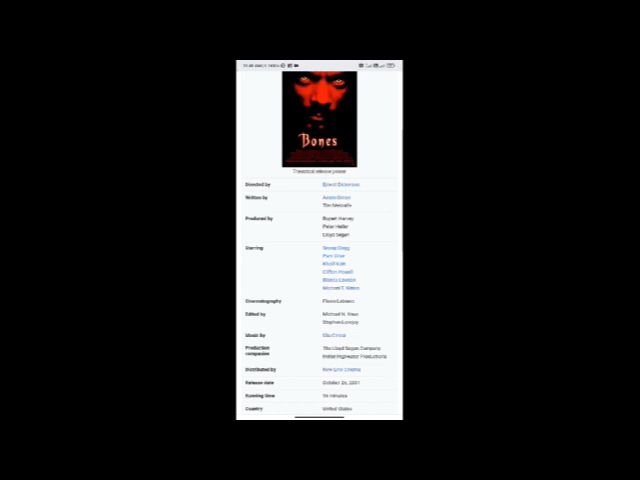 Bones
Theatrical release poster
Directed by
Ernest Dickerson
Written by
Adam Simon
Tim Metcalfe
Produced by
Rupert Harvey
Peter Heller
Lloyd Segan
Starring
Snoop Dogg
Pam Grier
Khalil Kain
Clifton Powell
Bianca Lawson
Michael T. Weiss
Cinematography
Flavio Labiano
Edited by
Michael N. Knue
Stephen Lovejoy
Music by
Elia Cmiral
Production
companies
The Lloyd Segan Company
Distributed by
New Line Cinema
Release date
October 24, 2001
Running time
96 minutes
Country
United States